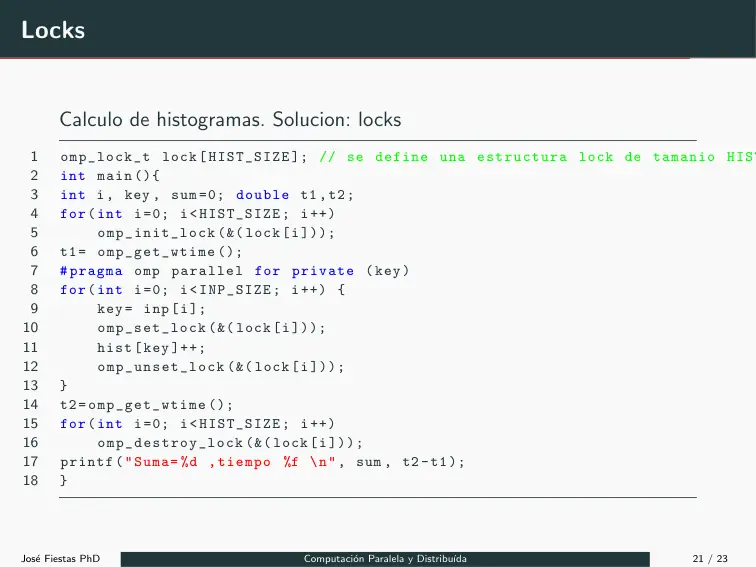 Locks
Calculo de histogramas. Solucion: locks
1 omp_lock_t lock[HIST_SIZE]; // se define una estructura lock de tamanio HIS
2 int main(){
3 int i, key, sum=0; double t1,t2;
4 for(int i=0; i<HIST_SIZE; i++)
5 omp_init_lock(&(lock[i]));
6 t1= omp_get_wtime();
7 #pragma omp parallel for private (key)
8 for(int i=0; i<INP_SIZE; i++) {
9 key= inp[i];
10 omp_set_lock(&(lock[i]));
11 hist[key]++;
12 omp_unset_lock(&(lock[i]));
13 }
14 t2=omp_get_wtime();
15 for(int i=0; i<HIST_SIZE; i++)
16 omp_destroy_lock(&(lock[i]));
17 printf("Suma=%d ,tiempo %f \n", sum, t2-t1);
18 }
José Fiestas PhD Computación Paralela y Distribuída 21 / 23